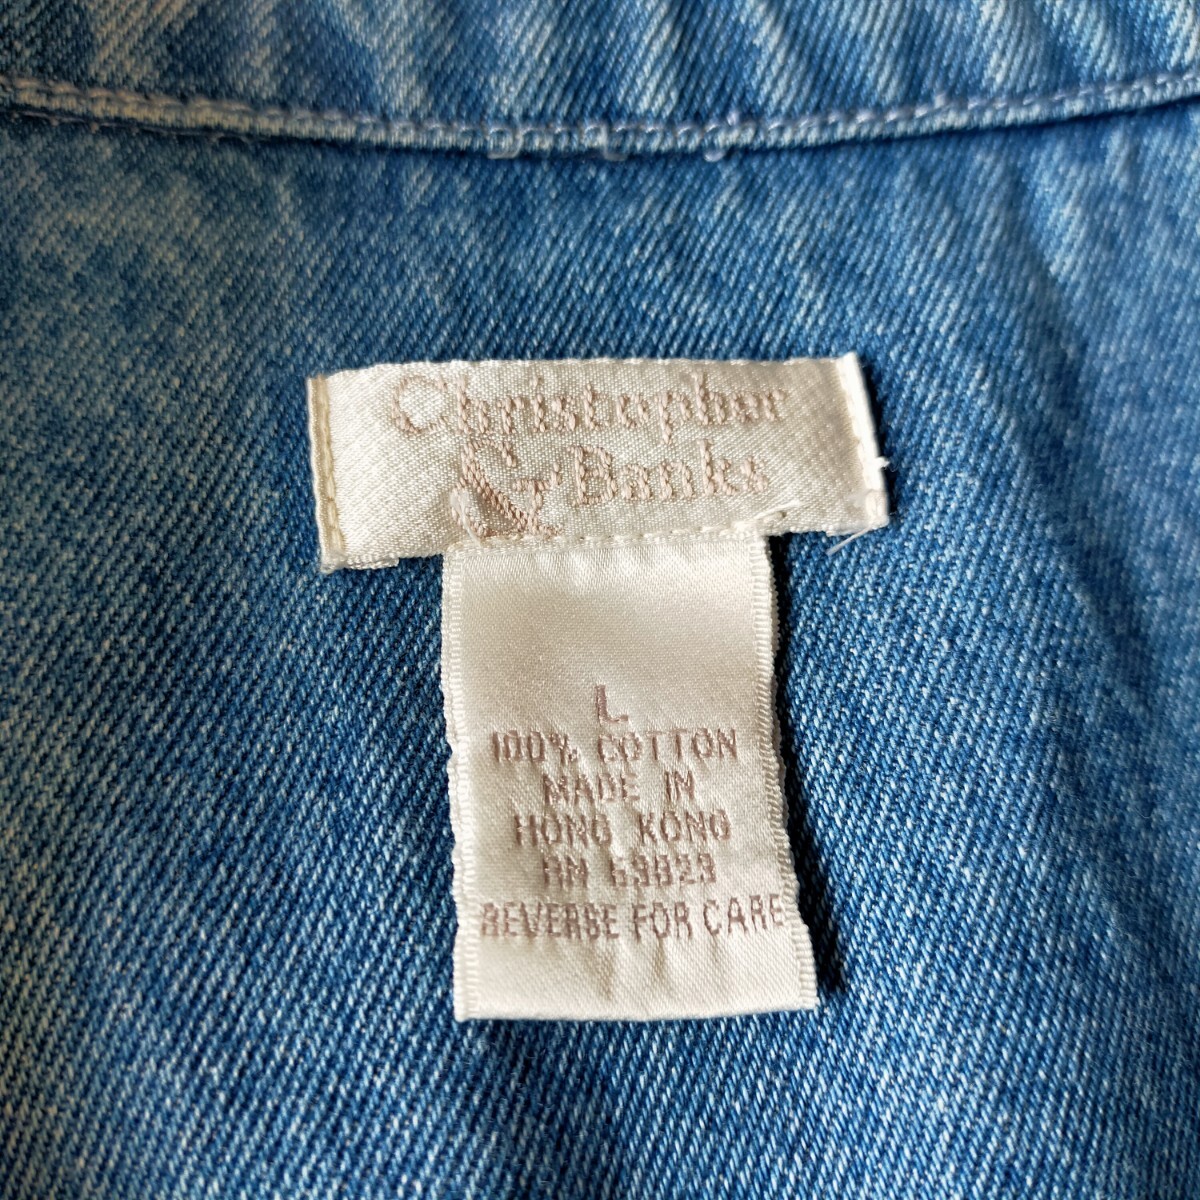 Christopher
& Banks
L
100% COTTON
MADE IN
HONG KONG
RN 53823
REVERSE FOR CARE